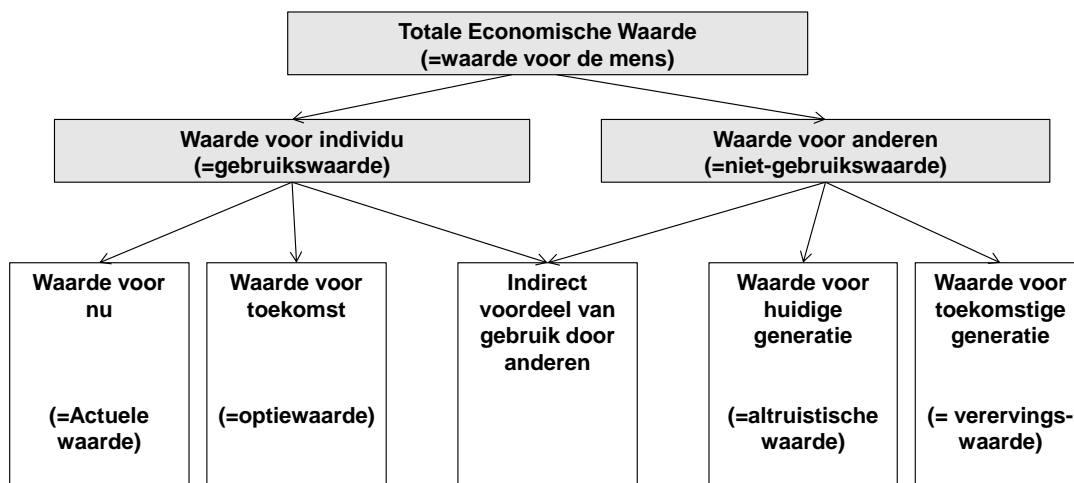 Totale Economische Waarde
(=waarde voor de mens)
Waarde voor individu
(=gebruikswaarde)
Waarde voor anderen
(=niet-gebruikswaarde)
Waarde voor
nu
(=Actuele
waarde)
Waarde voor
toekomst
(=optiewaarde)
Indirect
voordeel van
gebruik door
anderen
Waarde voor
huidige
generatie
(=altruistische
waarde)
Waarde voor
toekomstige
generatie
(= verervings-
waarde)